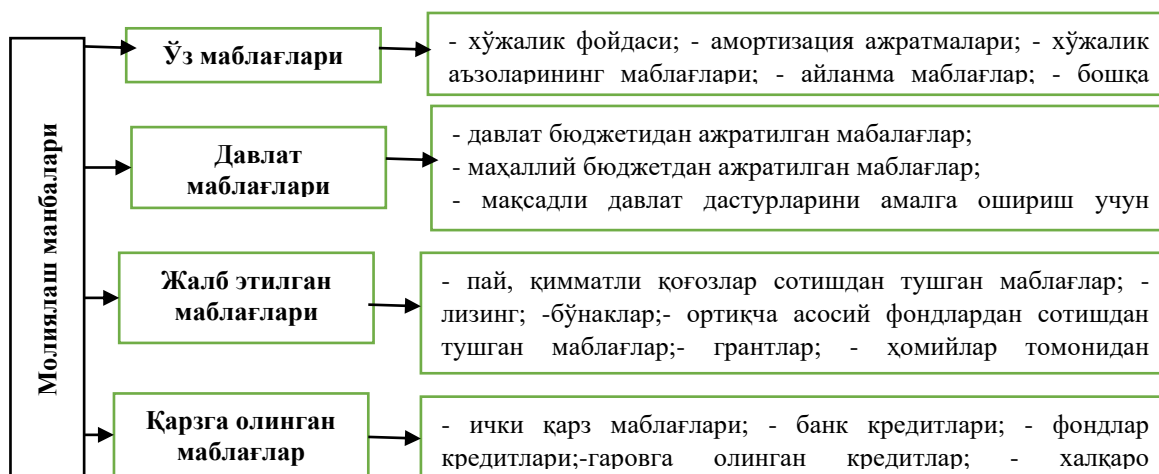 Молиялаш манбалари
Ўз маблағлари
- хўжалик фойдаси; - амортизация ажратмалари; - хўжалик
аъзоларининг маблағлари; - айланма маблағлар; - бошқа
Давлат
маблағлари
- давлат бюджетидан ажратилган мабалағлар;
- маҳаллий бюджетдан ажратилган маблағлар;
- мақсадли давлат дастурларини амалга ошириш учун
Жалб этилган
маблағлари
- пай, қимматли қоғозлар сотишдан тушган маблағлар; -
лизинг; -бўнаклар;- ортиқча асосий фондлардан сотишдан
тушган маблағлар;- грантлар; - ҳомийлар томонидан
Қарзга олинган
маблағлар
- ички қарз маблағлари; - банк кредитлари; - фондлар
кредитлари;-гаровга олинган кредитлар; - халқаро